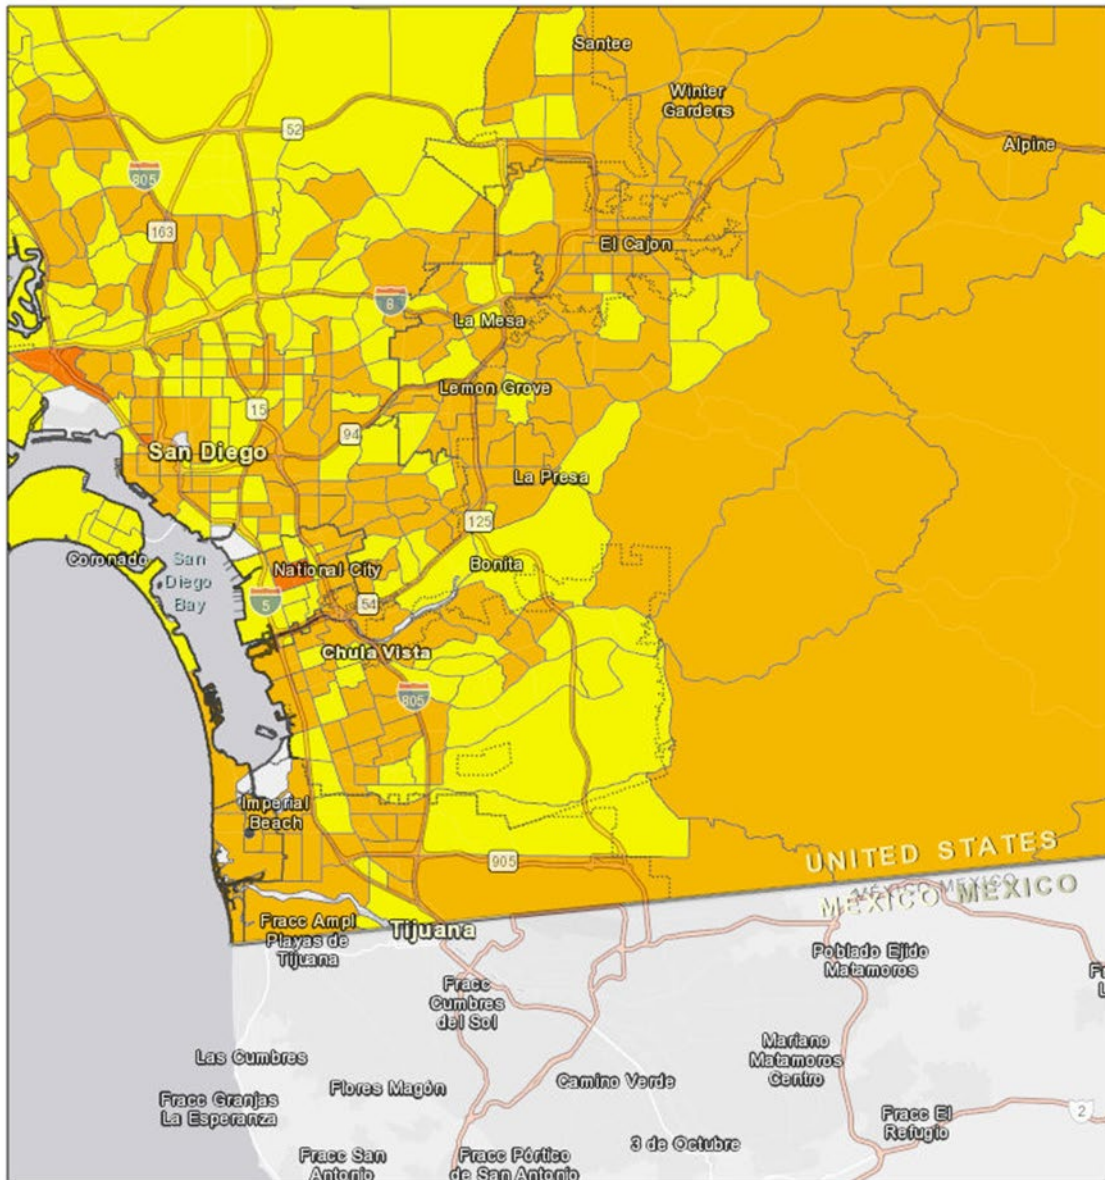 Santee
Winter
Gardens
52
Alpine
805
163
El Cajon
8
La Mesa
Lemon Grove
15
94
San Diego
La Presa
125
Coronado
San
Diego
Bay
National City
Bonita
5
54
Chula Vista
805
Imperial
Beach
905
UNITED STATES
MÉXICO MEXICO
MÉXICO MEXICO
Fracc Ampl
Playas de
Tijuana
Tijuana
Poblado Ejido
Matamoros
Fracc
Cumbres
del Sol
Las Cumbres
Flores Magón
Camino Verde
Mariano
Matamoros
Centro
Fracc Granjas
La Esperanza
2
Fracc El
Refugio
3 de Octubre
Fracc San
Antonio
Fracc Pórtico
de San Antonio